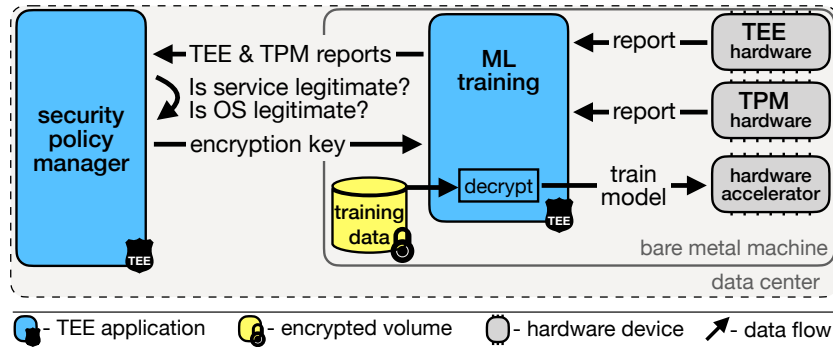 security
policy
manager
TEE
TEE & TPM reports
Is service legitimate?
Is OS legitimate?
encryption key
ML
training
decrypt
TEE
training
data
report
TEE
hardware
report
TPM
hardware
train
model
hardware
accelerator
bare metal machine
data center
- TEE application
- encrypted volume
- hardware device
- data flow